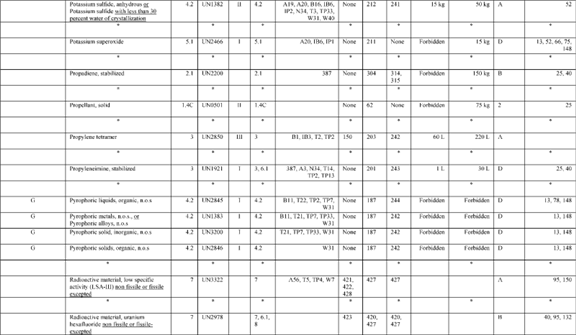 Potassium sulfide, anhydrous or Potassium sulfide with less than 30 percent water of crystallization 4.2 UN1382 II 4.2 A19, A20, B16, IB6, IP2, N34, T3, TP33, W31, W40 None 212 241 15 kg 50 kg A 52
* * * * * * *
Potassium superoxide 5.1 UN2466 I 5.1 A20, IB6, IP1 None 211 None Forbidden 15 kg B 13, 52, 66, 75, 148
* * * * * * *
Propadiene, stabilized 2.1 UN2200 2.1 387 None 304 314, 315 Forbidden 150 kg B 25, 40
* * * * * * *
Propellant, solid 1.4C UN0501 II 1.4C None 62 None Forbidden 75 kg 2 25
* * * * * * *
Propylene tetramer 3 UN2850 III 3 B1, IB3, T2, TP2 150 203 242 60 L 220 L A
* * * * * * *
Propyleneimine, stabilized 3 UN1921 I 3, 6.1 387, A3, N34, T14, TP2, TP13 None 201 243 1 L 30 L D 25, 40
* * * * * * *
G Pyrophoric liquids, organic, n.o.s 4.2 UN2845 I 4.2 B11, T22, TP2, TP7, W31 None 187 244 Forbidden Forbidden D 13, 78, 148
G Pyrophoric metals, n.o.s., or Pyrophoric alloys, n.o.s 4.2 UN1383 I 4.2 B11, T21, TP7, TP33, W31 None 187 242 Forbidden Forbidden D 13, 148
G Pyrophoric solid, inorganic, n.o.s 4.2 UN3200 I 4.2 T21, TP7, TP33, W31 None 187 242 Forbidden Forbidden D 13, 148
G Pyrophoric solids, organic, n.o.s 4.2 UN2846 I 4.2 W31 None 187 242 Forbidden Forbidden D 13, 148
* * * * * * *
Radioactive material, low specific activity (LSA-III) non fissile or fissile excepted 7 UN3322 7 A56, T5, TP4, W7 421, 422, 428 427 427 A 95, 150
* * * * * * *
Radioactive material, uranium hexafluoride non fissile or fissile-excepted 7 UN2978 7, 6.1, 8 423 420, 427 420, 427 B 40, 95, 132